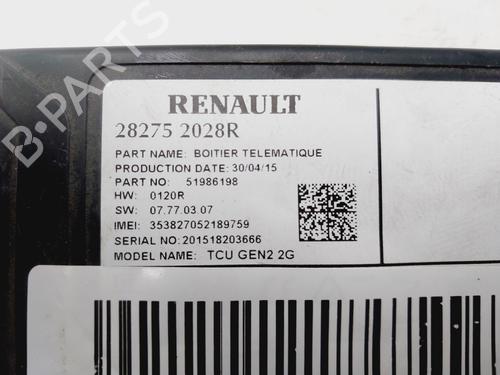 RENAULT
28275 2028R
PART NAME: BOITIER TELEMATIQUE
PRODUCTION DATE: 30/04/15
PART NO: 51986198
HW: 0120R
SW: 07.77.03.07
IMEI: 353827052189759
SERIAL NO: 201518203666
MODEL NAME: TCU GEN2 2G
B-PARTS